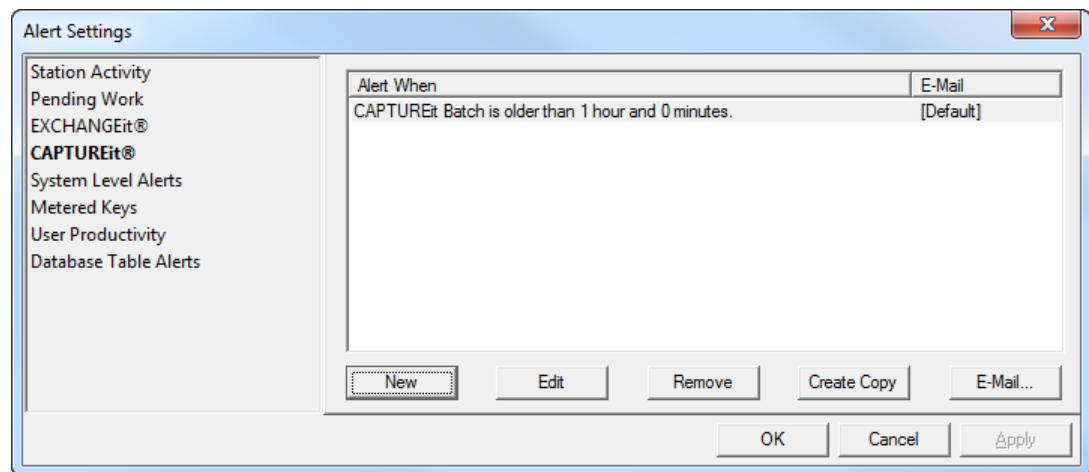 Alert Settings
Station Activity
Pending Work
EXCHANGEit®
CAPTUREit®
System Level Alerts
Metered Keys
User Productivity
Database Table Alerts
Alert When E-Mail
CAPTUREit Batch is older than 1 hour and 0 minutes. [Default]
New Edit Remove Create Copy E-Mail...
OK Cancel Apply